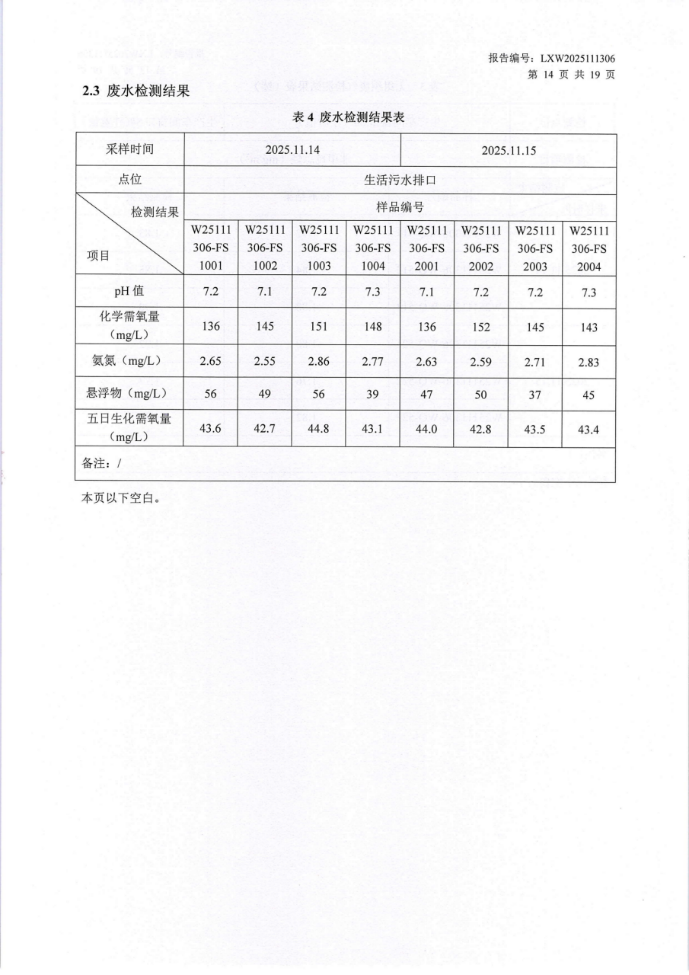 报告编号：LXW2025111306
第 14 页 共 19 页
2.3 废水检测结果
表 4 废水检测结果表
采样时间 2025.11.14 2025.11.15
点位 生活污水排口
检测结果 样品编号
项目
W25111 W25111 W25111 W25111 W25111 W25111 W25111 W25111
306-FS 306-FS 306-FS 306-FS 306-FS 306-FS 306-FS 306-FS
1001 1002 1003 1004 2001 2002 2003 2004
pH 值 7.2 7.1 7.2 7.3 7.1 7.2 7.2 7.3
化学需氧量
（mg/L） 136 145 151 148 136 152 145 143
氨氮（mg/L） 2.65 2.55 2.86 2.77 2.63 2.59 2.71 2.83
悬浮物（mg/L） 56 49 56 39 47 50 37 45
五日生化需氧量
（mg/L） 43.6 42.7 44.8 43.1 44.0 42.8 43.5 43.4
备注：/
本页以下空白。